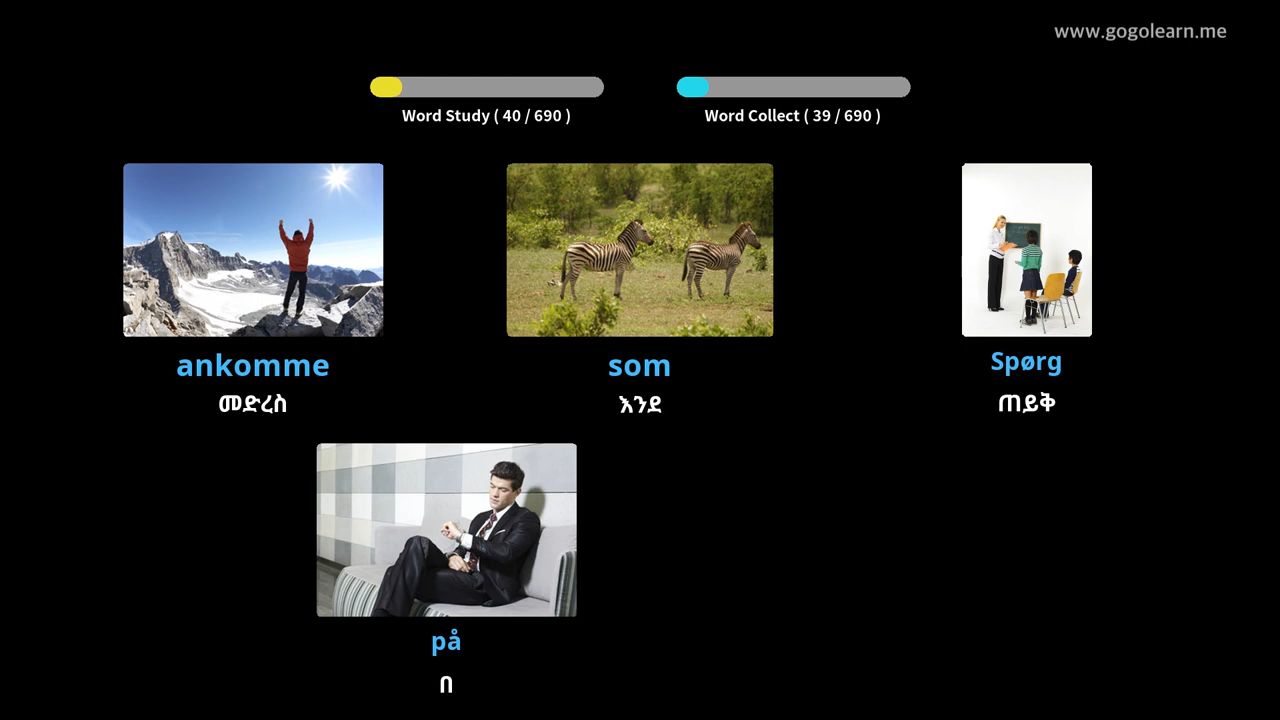 www.gogolearn.me
Word Study ( 40 / 690 )
Word Collect ( 39 / 690 )
ankomme
መድረስ
som
እንደ
Spørg
ጠይቅ
på
በ